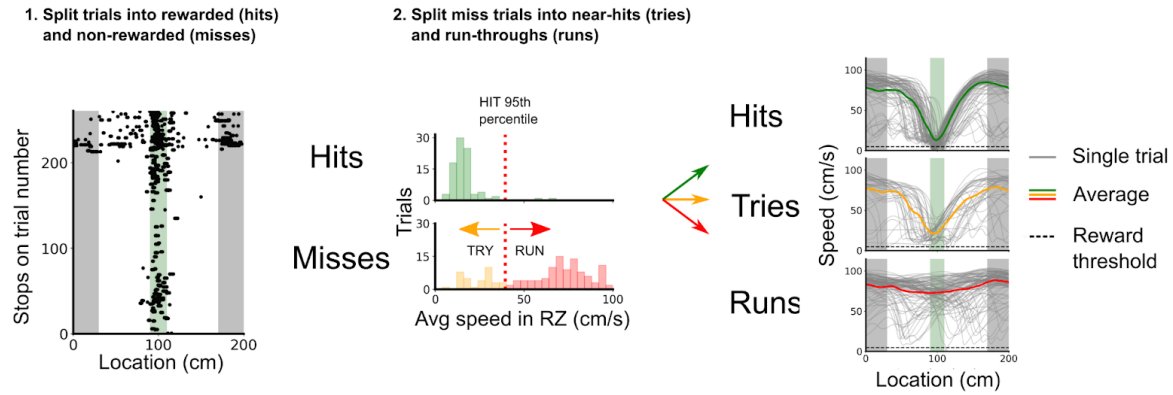 1. Split trials into rewarded (hits)
and non-rewarded (misses)
2. Split miss trials into near-hits (tries)
and run-throughs (runs)
Stops on trial number
200
100
0
0
100
200
Location (cm)
Hits
Misses
HIT 95th
percentile
Trials
30
20
10
0
15
10
5
0
TRY
RUN
0
50
100
Avg speed in RZ (cm/s)
Hits
Tries
Runs
Speed (cm/s)
100
50
0
100
50
0
100
50
0
0
100
200
Location (cm)
Single trial
Average
Reward
threshold